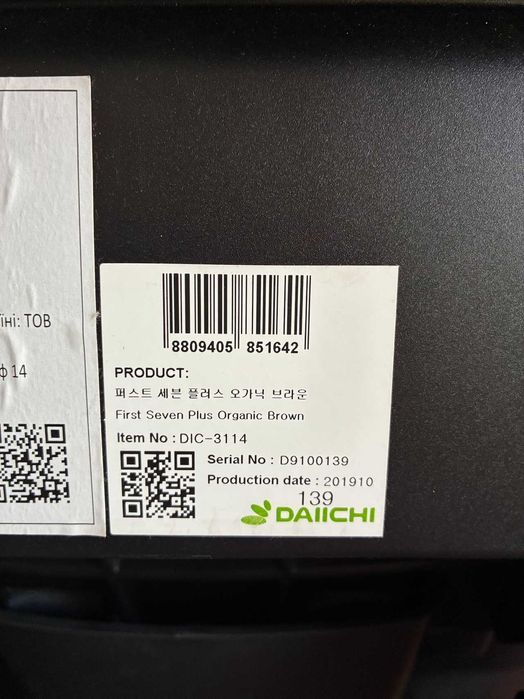 їні: ТОВ
ф 14
8809405 851642
PRODUCT:
퍼스트 세븐 플러스 오가닉 브라운
First Seven Plus Organic Brown
Item No : DIC-3114
Serial No : D9100139
Production date : 201910
139
DAIICHI